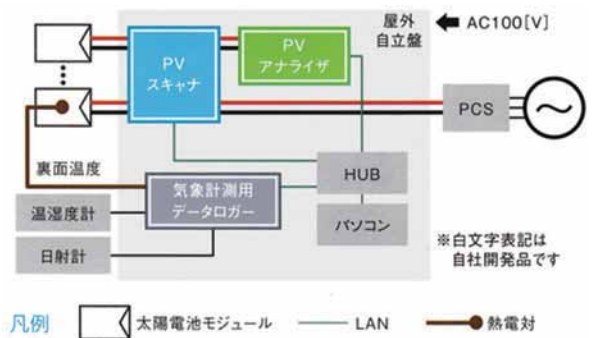 屋外
自立盤
AC100[V]
PV
スキャナ
PV
アナライザ
PCS
裏面温度
HUB
気象計測用
データロガー
温湿度計
パソコン
日射計
※白文字表記は
自社開発品です
凡例
太陽電池モジュール
LAN
熱電対